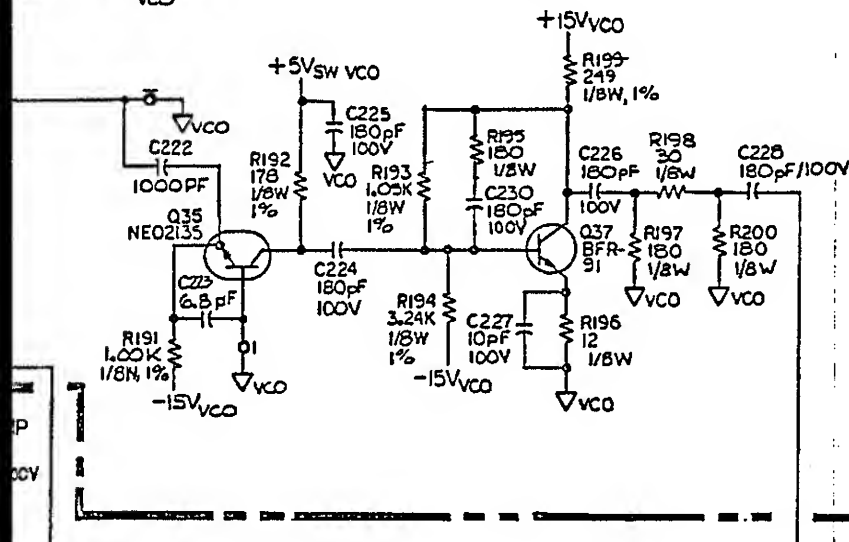 +15VVCO
R199
249
1/8W, 1%
+5VSW VCO
VCO
C225
180pF
100V
VCO
C222
1000PF
R192
178
1/8W
1%
R193
1.05K
1/8W
1%
R195
180
1/8W
C230
180pF
100V
C226
180pF
100V
R198
30
1/8W
C228
180pF/100V
Q35
NE02135
C223
6.8pF
C224
180pF
100V
Q37
BFR-
91
R197
180
1/8W
R200
180
1/8W
VCO
VCO
R191
1.00K
1/8W, 1%
-15VVCO
VCO
R194
3.24K
1/8W
1%
-15VVCO
C227
10pF
100V
R196
12
1/8W
VCO